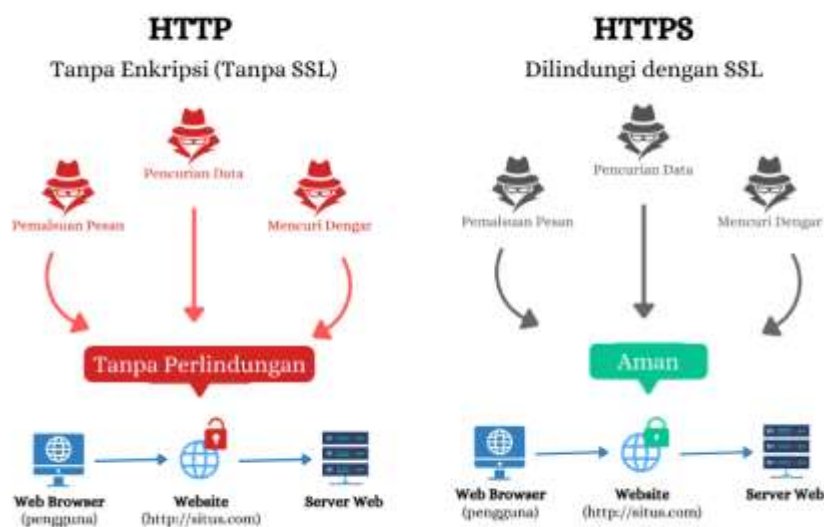 HTTP
Tanpa Enkripsi (Tanpa SSL)
Pencurian Data
Pemalsuan Pesan
Mencuri Dengar
Tanpa Perlindungan
Web Browser
(pengguna)
Website
(http://situs.com)
Server Web
HTTPS
Dilindungi dengan SSL
Pencurian Data
Pemalsuan Pesan
Mencuri Dengar
Aman
Web Browser
(pengguna)
Website
(http://situs.com)
Server Web